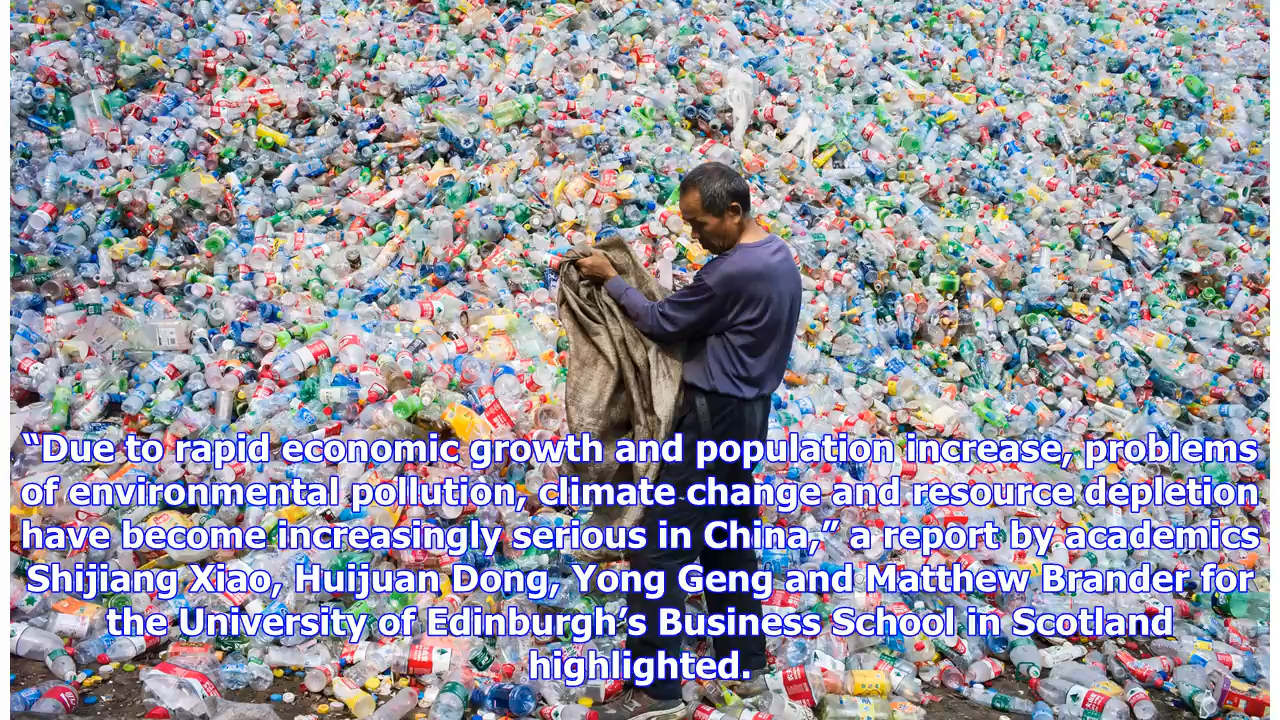 “Due to rapid economic growth and population increase, problems
of environmental pollution, climate change and resource depletion
have become increasingly serious in China,” a report by academics
Shijiang Xiao, Huijuan Dong, Yong Geng and Matthew Brander for
the University of Edinburgh’s Business School in Scotland
highlighted.